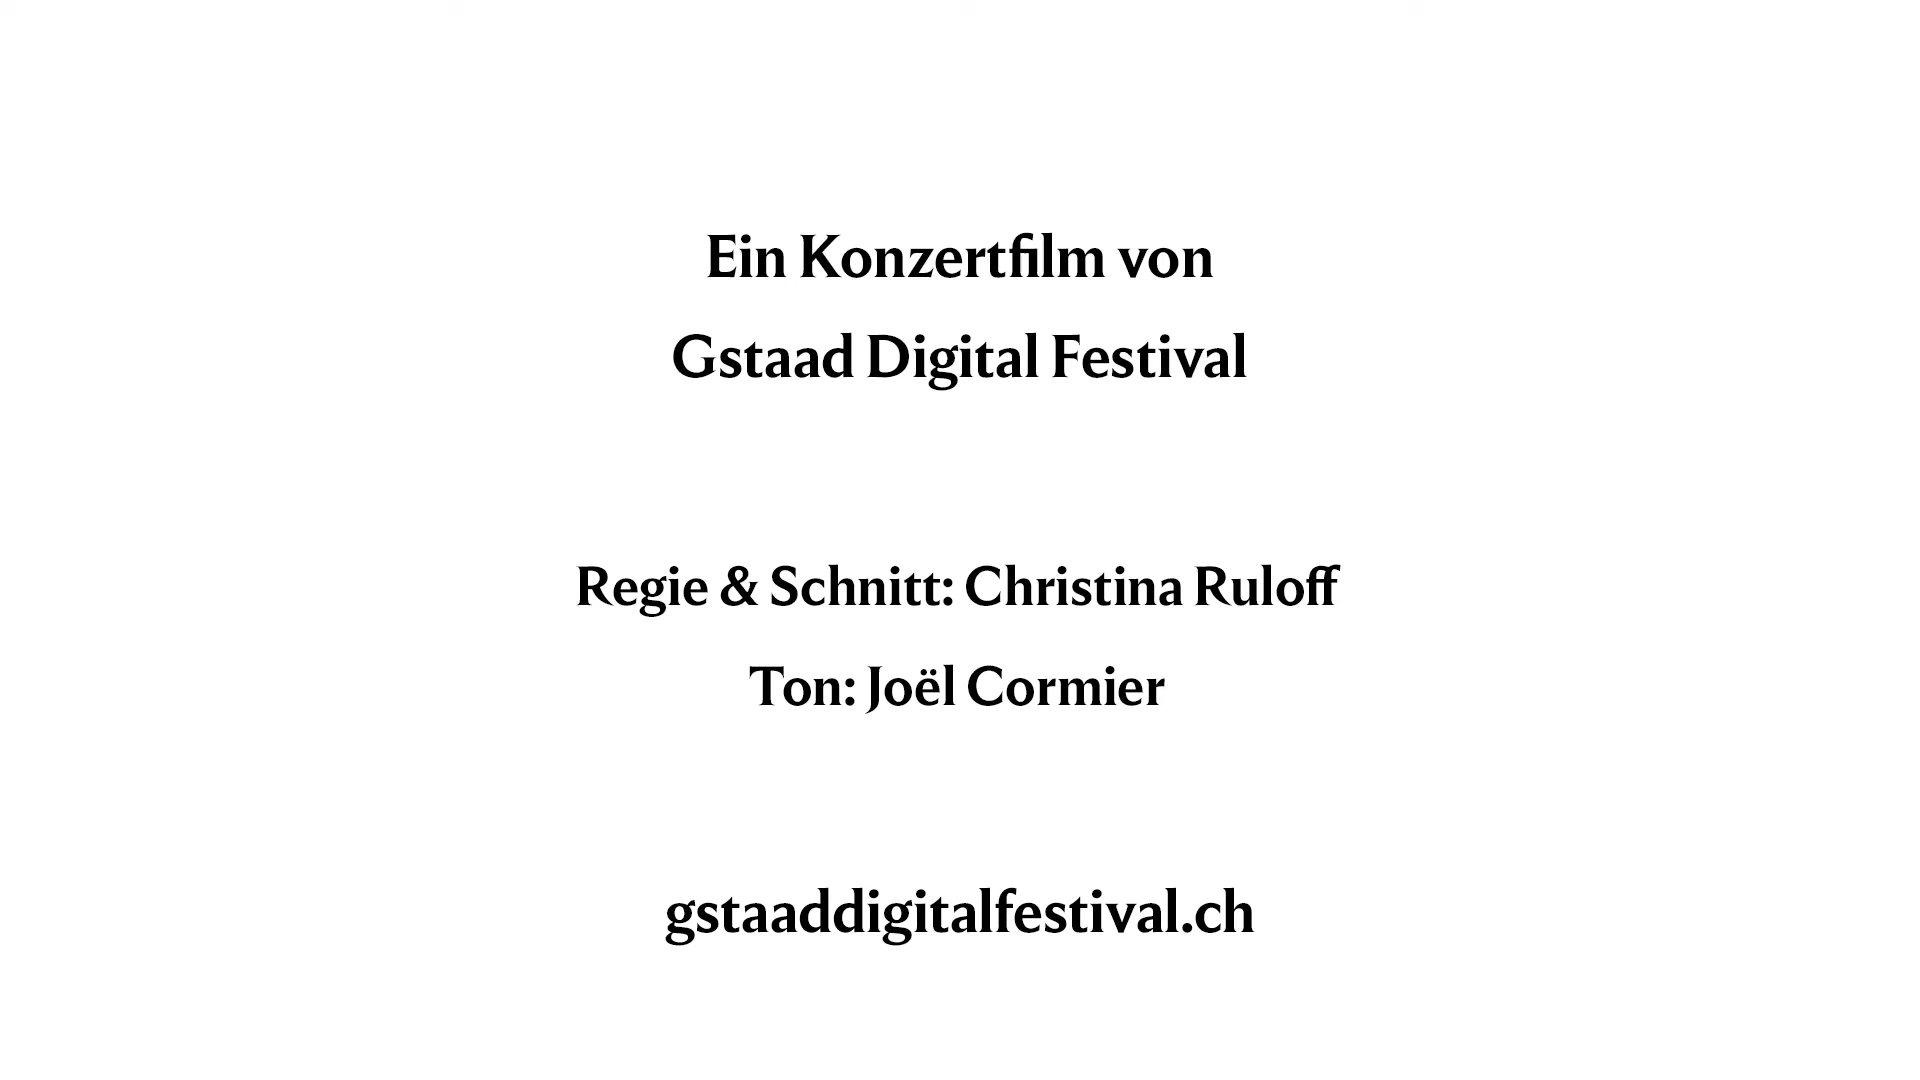 Ein Konzertfilm von
Gstaad Digital Festival
Regie & Schnitt: Christina Ruloff
Ton: Joël Cormier
gstaaddigitalfestival.ch